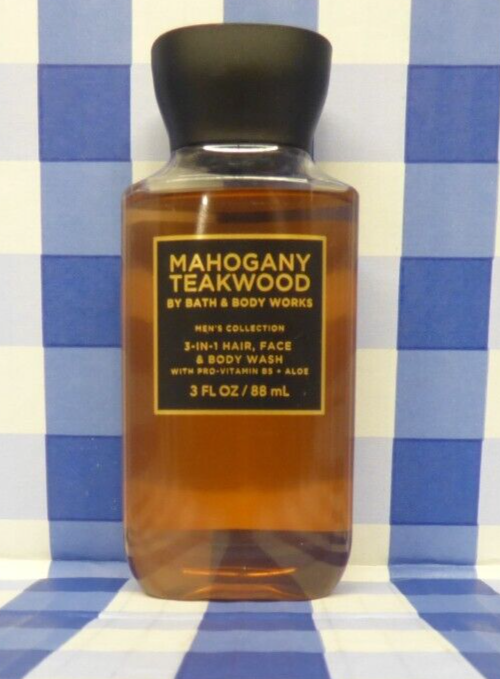 MAHOGANY
TEAKWOOD
BY BATH & BODY WORKS
MEN'S COLLECTION
3-IN-1 HAIR, FACE
& BODY WASH
WITH PRO-VITAMIN B5 + ALOE
3 FL OZ / 88 mL